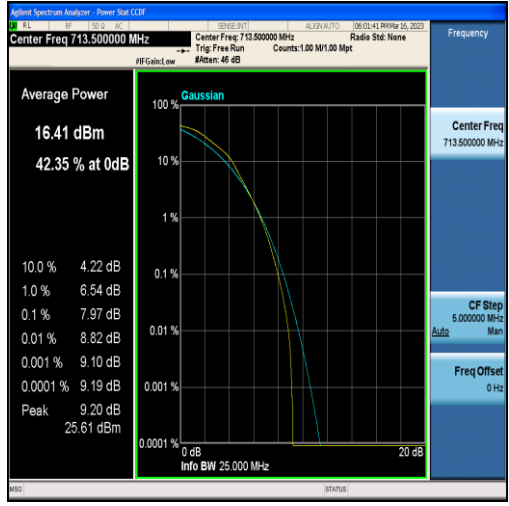 Agilent Spectrum Analyzer - Power Stat CCDF
RL RF 50 Ω AC SENSE:INT ALIGN AUTO 06:01:41 PM Mar 16, 2023
Center Freq 713.500000 MHz
Center Freq: 713.500000 MHz
Radio Std: None
Trig: Free Run Counts:1.00 M/1.00 Mpt
#IFGain:Low #Atten: 46 dB
Frequency
Average Power
16.41 dBm
42.35 % at 0dB
10.0 % 4.22 dB
1.0 % 6.54 dB
0.1 % 7.97 dB
0.01 % 8.82 dB
0.001 % 9.10 dB
0.0001 % 9.19 dB
Peak 9.20 dB
25.61 dBm
Gaussian
100 %
10 %
1 %
0.1 %
0.01 %
0.001 %
0.0001 %
0 dB
20 dB
Info BW 25.000 MHz
Center Freq
713.500000 MHz
CF Step
5.000000 MHz
Auto Man
Freq Offset
0 Hz
MSG
STATUS